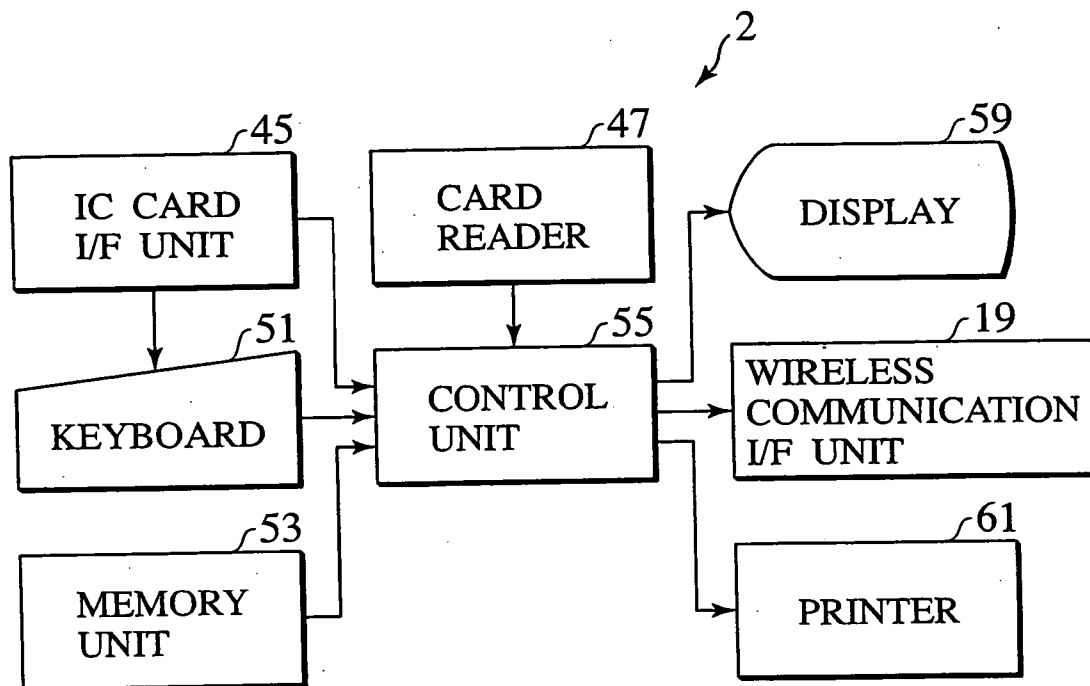 2
45
47
59
IC CARD
I/F UNIT
CARD
READER
DISPLAY
51
55
19
KEYBOARD
CONTROL
UNIT
WIRELESS
COMMUNICATION
I/F UNIT
53
61
MEMORY
UNIT
PRINTER